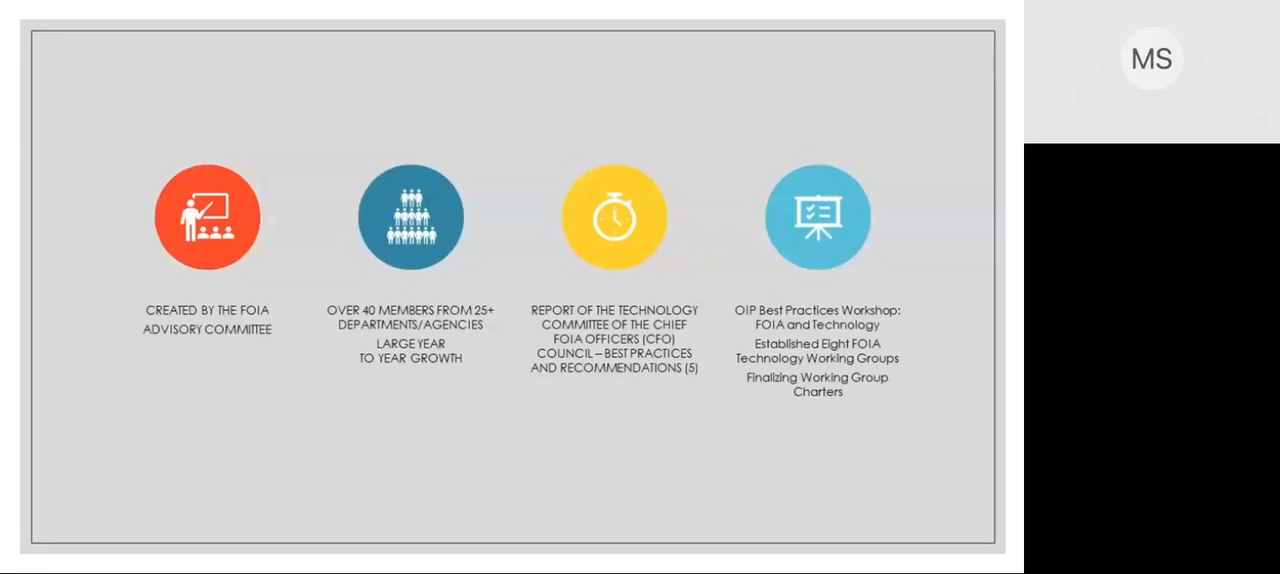 MS
CREATED BY THE FOIA
ADVISORY COMMITTEE
OVER 40 MEMBERS FROM 25+
DEPARTMENTS/AGENCIES
LARGE YEAR
TO YEAR GROWTH
REPORT OF THE TECHNOLOGY
COMMITTEE OF THE CHIEF
FOIA OFFICERS (CFO)
COUNCIL – BEST PRACTICES
AND RECOMMENDATIONS (5)
OIP Best Practices Workshop:
FOIA and Technology
Established Eight FOIA
Technology Working Groups
Finalizing Working Group
Charters